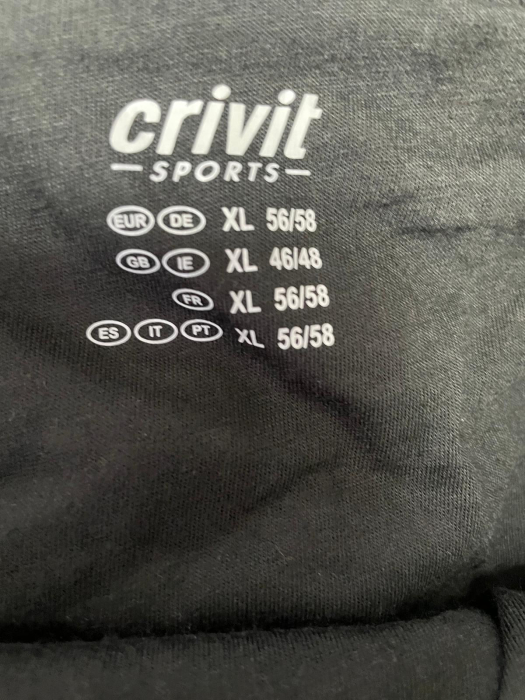 crivit
SPORTS
EUR DE XL 56/58
GB IE XL 46/48
FR XL 56/58
ES IT PT XL 56/58